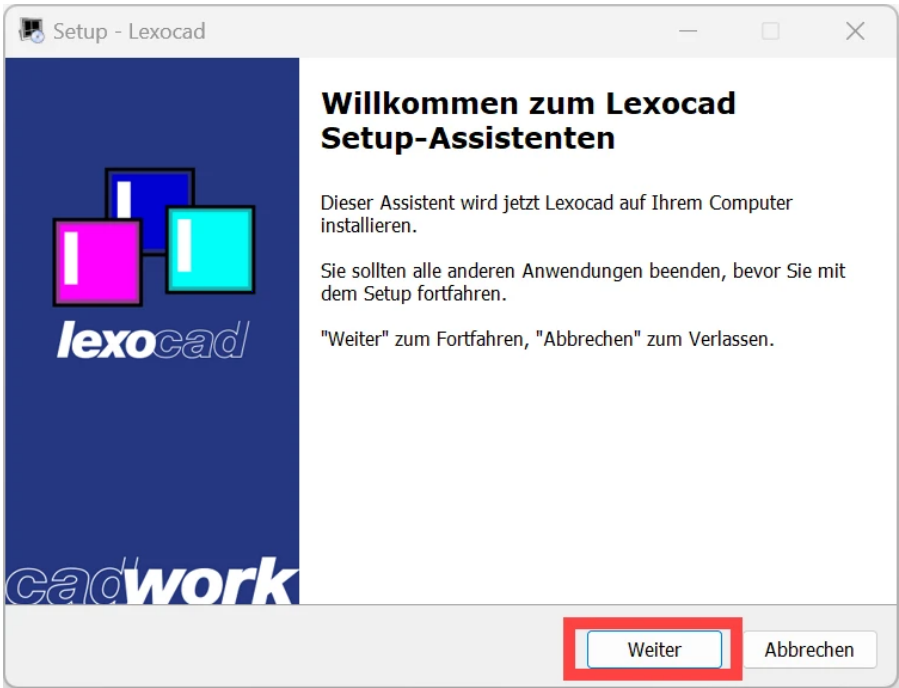 Setup - Lexocad
Willkommen zum Lexocad
Setup-Assistenten
Dieser Assistent wird jetzt Lexocad auf Ihrem Computer
installieren.
Sie sollten alle anderen Anwendungen beenden, bevor Sie mit
dem Setup fortfahren.
"Weiter" zum Fortfahren, "Abbrechen" zum Verlassen.
lexocad
cadwork
Weiter
Abbrechen